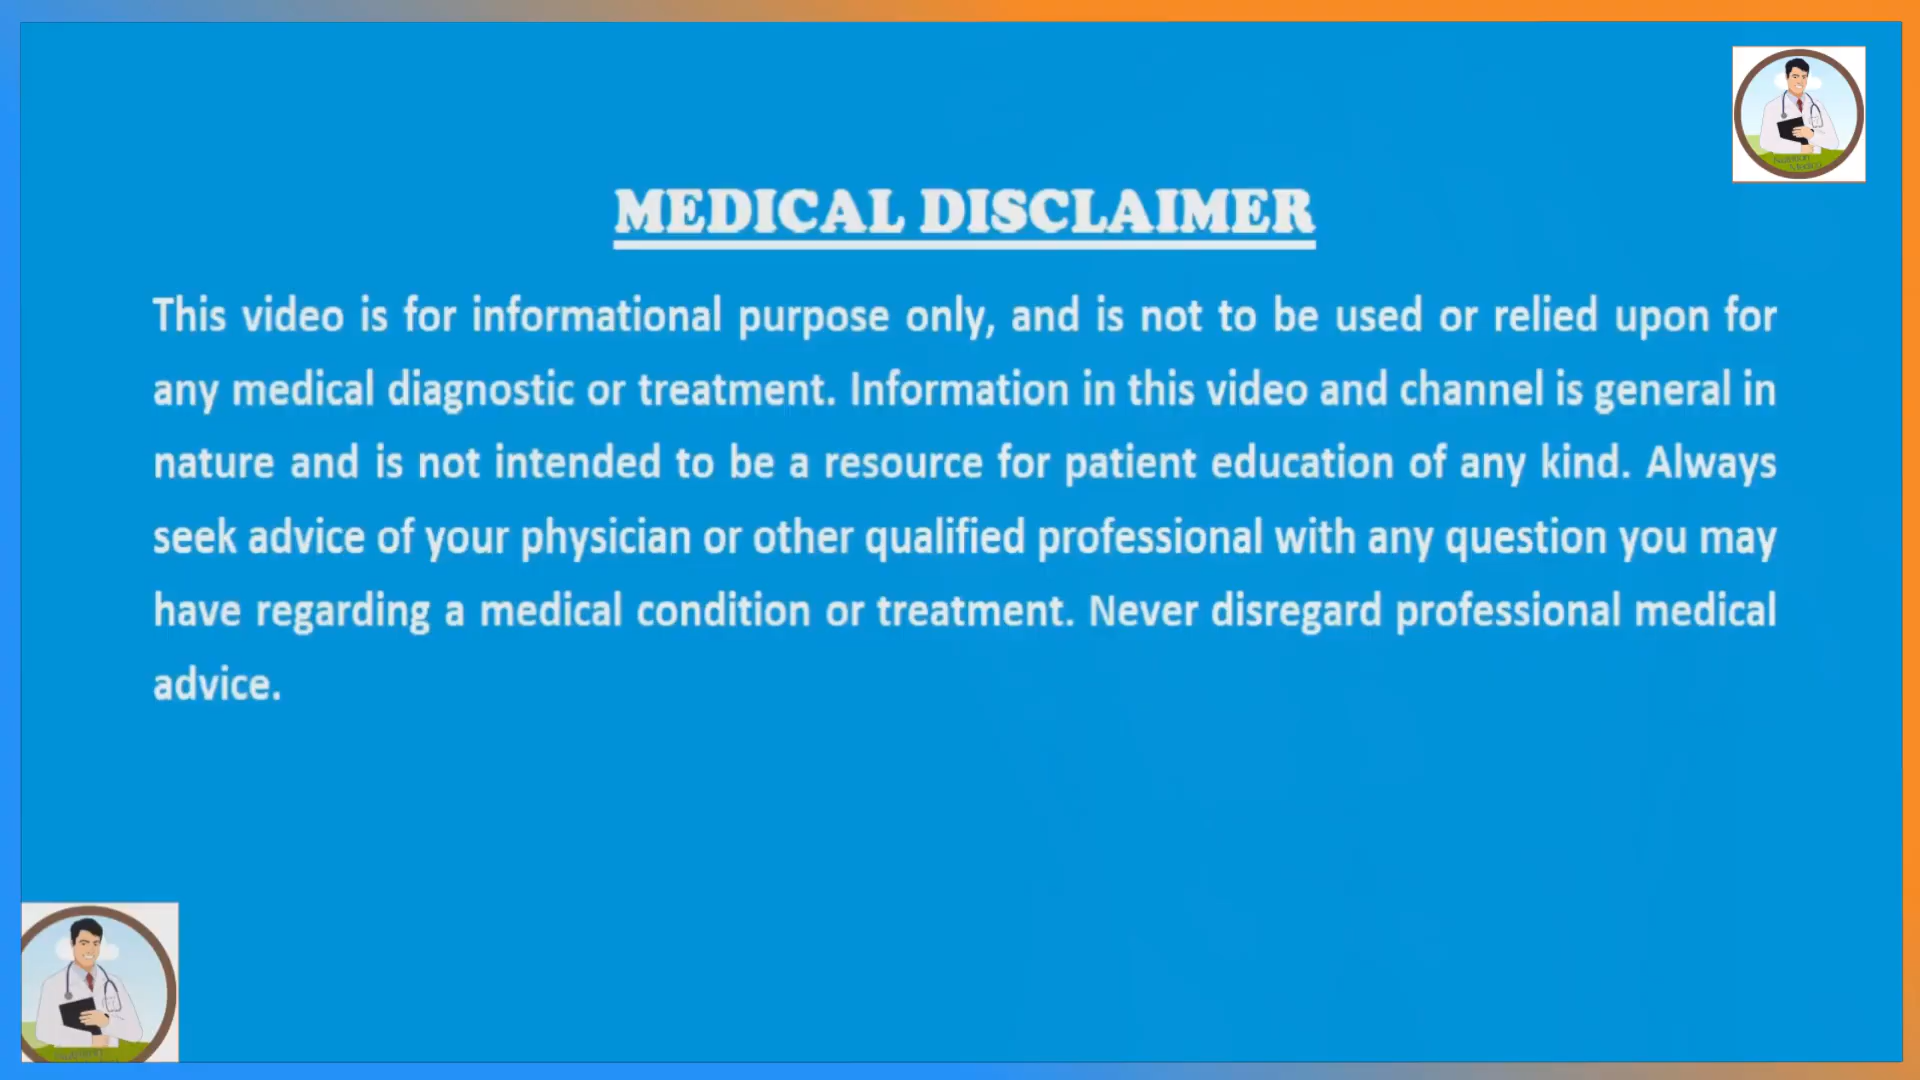 MEDICAL DISCLAIMER
This video is for informational purpose only, and is not to be used or relied upon for
any medical diagnostic or treatment. Information in this video and channel is general in
nature and is not intended to be a resource for patient education of any kind. Always
seek advice of your physician or other qualified professional with any question you may
have regarding a medical condition or treatment. Never disregard professional medical
advice.